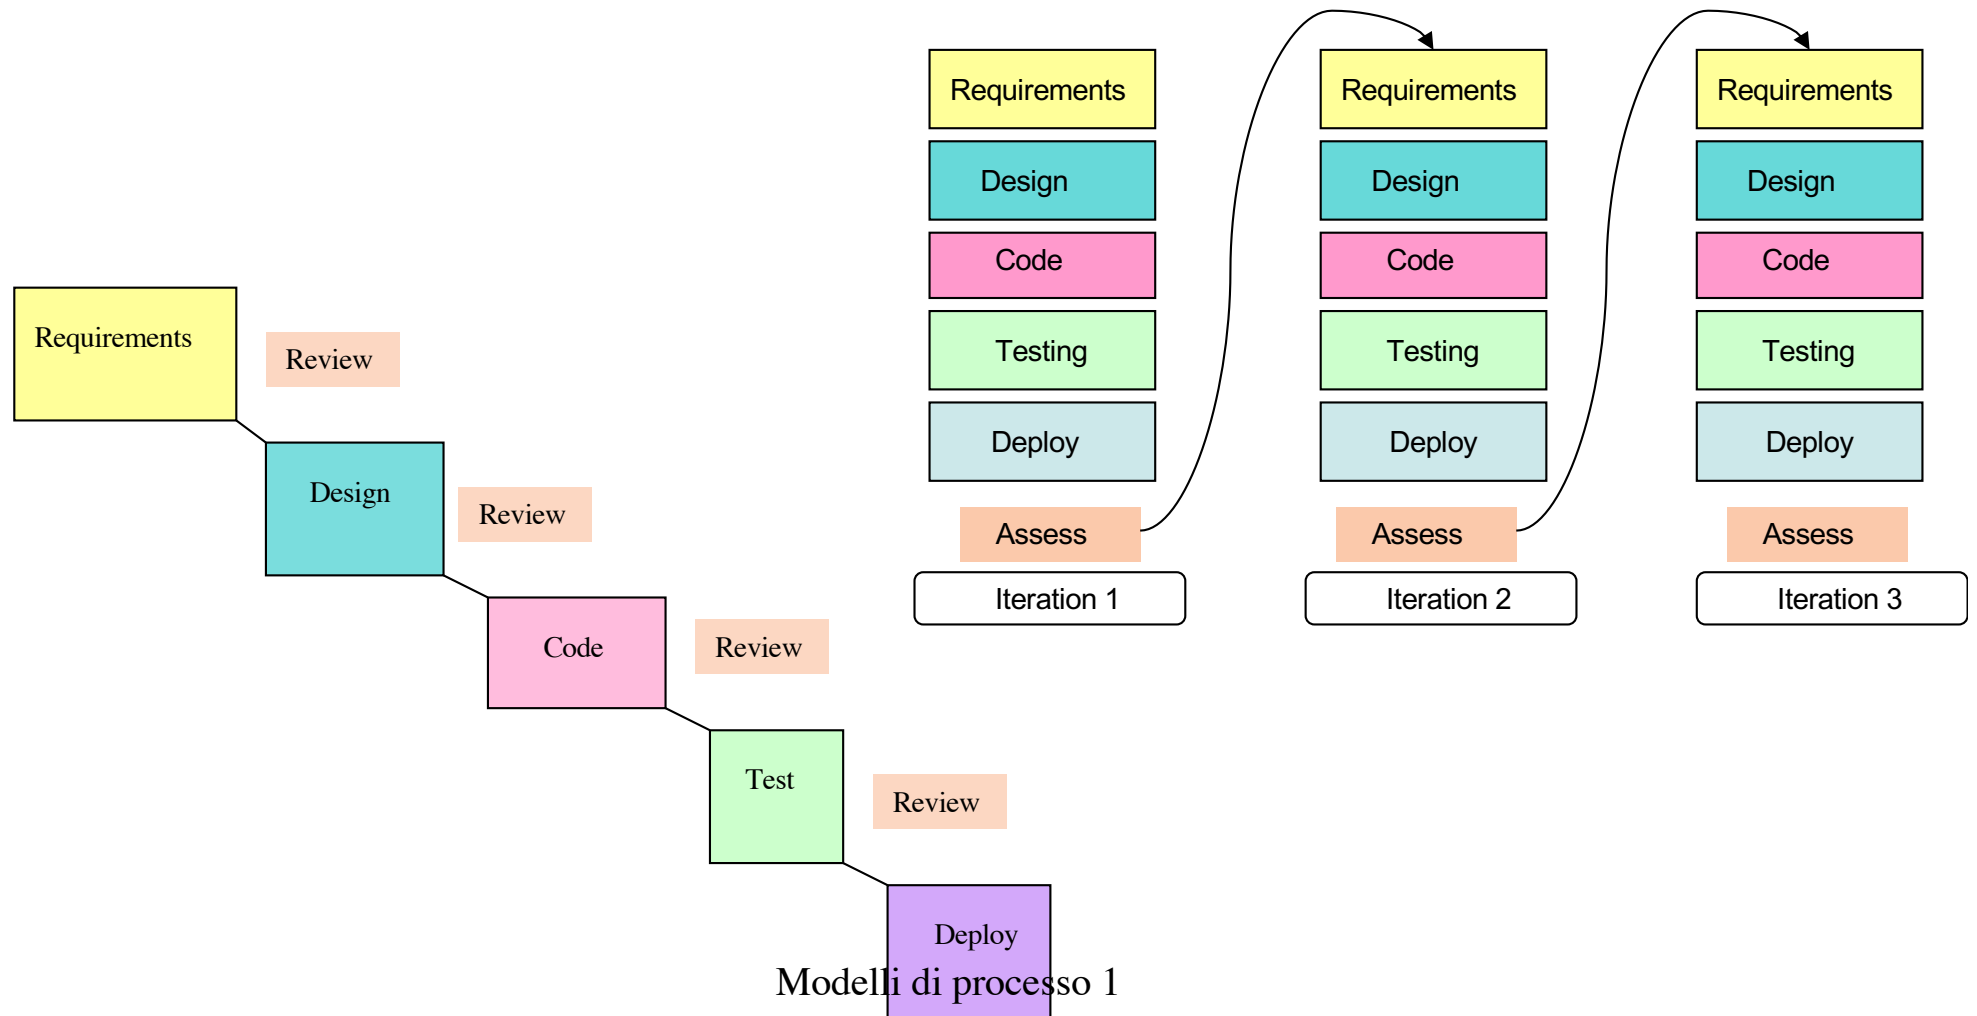 Requirements
Review
Design
Review
Code
Review
Test
Review
Deploy
Requirements
Design
Code
Testing
Deploy
Assess
Iteration 1
Requirements
Design
Code
Testing
Deploy
Assess
Iteration 2
Requirements
Design
Code
Testing
Deploy
Assess
Iteration 3
Modelli di processo 1